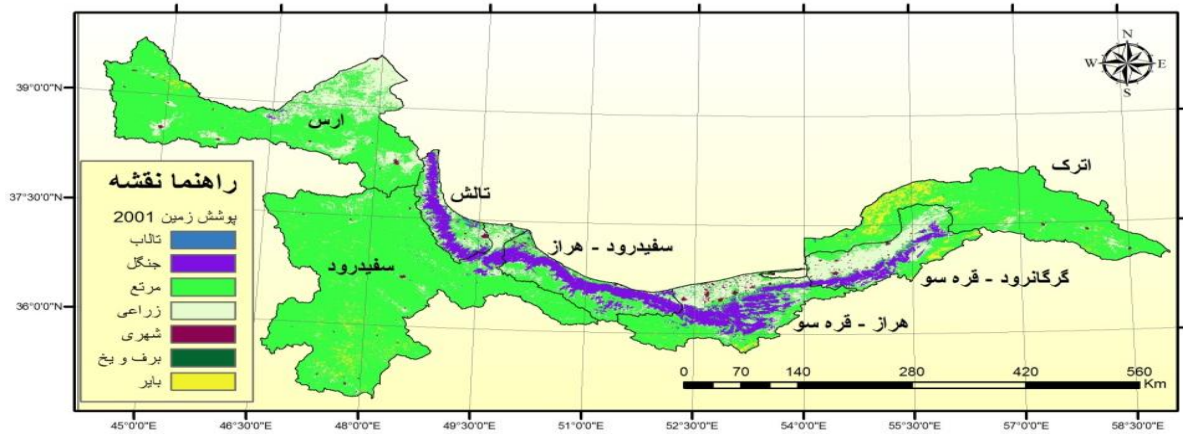 N
W E
S
39°0'0"N
37°30'0"N
36°0'0"N
ارس
تالش
سفیدرود - هراز
سفیدرود
اترک
گرگانرود - قره سو
هراز - قره سو
راهنما نقشه
پوشش زمین 2001
تالاب
جنگل
مرتع
زراعی
شهری
برف و یخ
بایر
0 70 140 280 420 560
Km
45°0'0"E 46°30'0"E 48°0'0"E 49°30'0"E 51°0'0"E 52°30'0"E 54°0'0"E 55°30'0"E 57°0'0"E 58°30'0"E